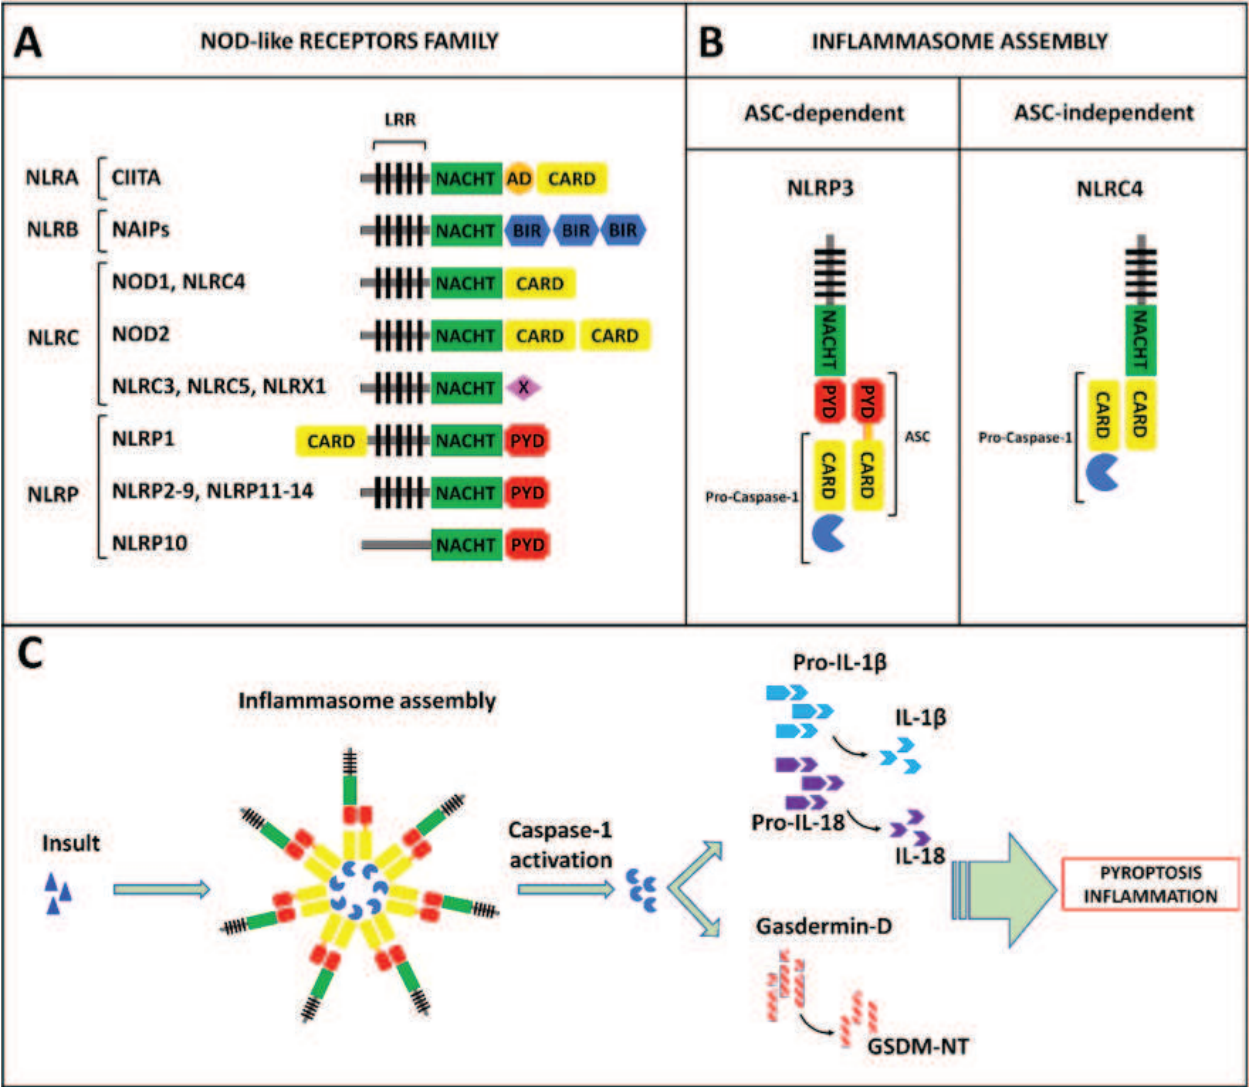 A
NOD-like RECEPTORS FAMILY
LRR
NLRA
CIITA
NACHT
AD
CARD
NLRB
NAIPs
NACHT
BIR
BIR
BIR
NLRC
NOD1, NLRC4
NACHT
CARD
NOD2
NACHT
CARD
CARD
NLRC3, NLRC5, NLRX1
NACHT
X
NLRP
NLRP1
CARD
NACHT
PYD
NLRP2-9, NLRP11-14
NACHT
PYD
NLRP10
NACHT
PYD
B
INFLAMMASOME ASSEMBLY
ASC-dependent
NLRP3
NACHT
PYD
PYD
ASC
CARD
CARD
Pro-Caspase-1
ASC-independent
NLRC4
NACHT
CARD
CARD
Pro-Caspase-1
C
Insult
Inflammasome assembly
Caspase-1
activation
Pro-IL-1β
IL-1β
Pro-IL-18
IL-18
Gasdermin-D
GSDM-NT
PYROPTOSIS
INFLAMMATION